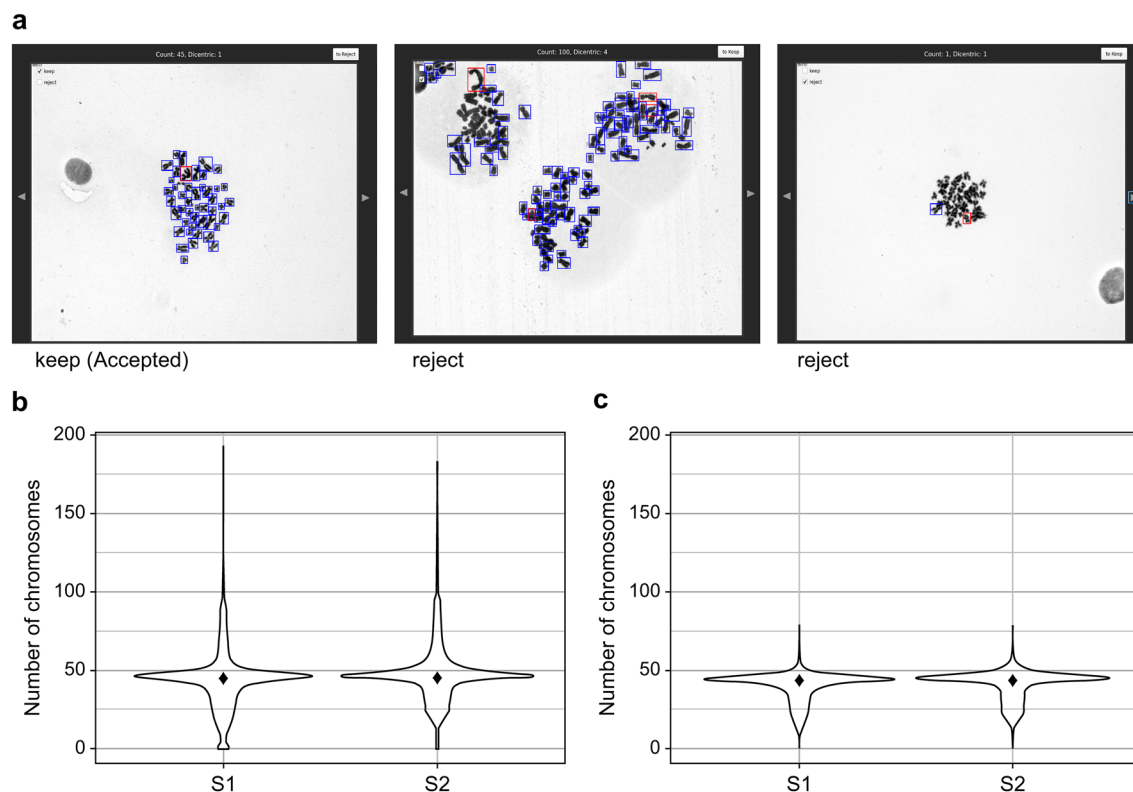 a
Count: 45, Dicentric: 1
to Reject
keep
reject
Count: 100, Dicentric: 4
to Keep
Count: 1, Dicentric: 1
to Keep
keep
reject
keep (Accepted)
reject
reject
b
200
150
100
50
0
Number of chromosomes
S1
S2
c
200
150
100
50
0
Number of chromosomes
S1
S2